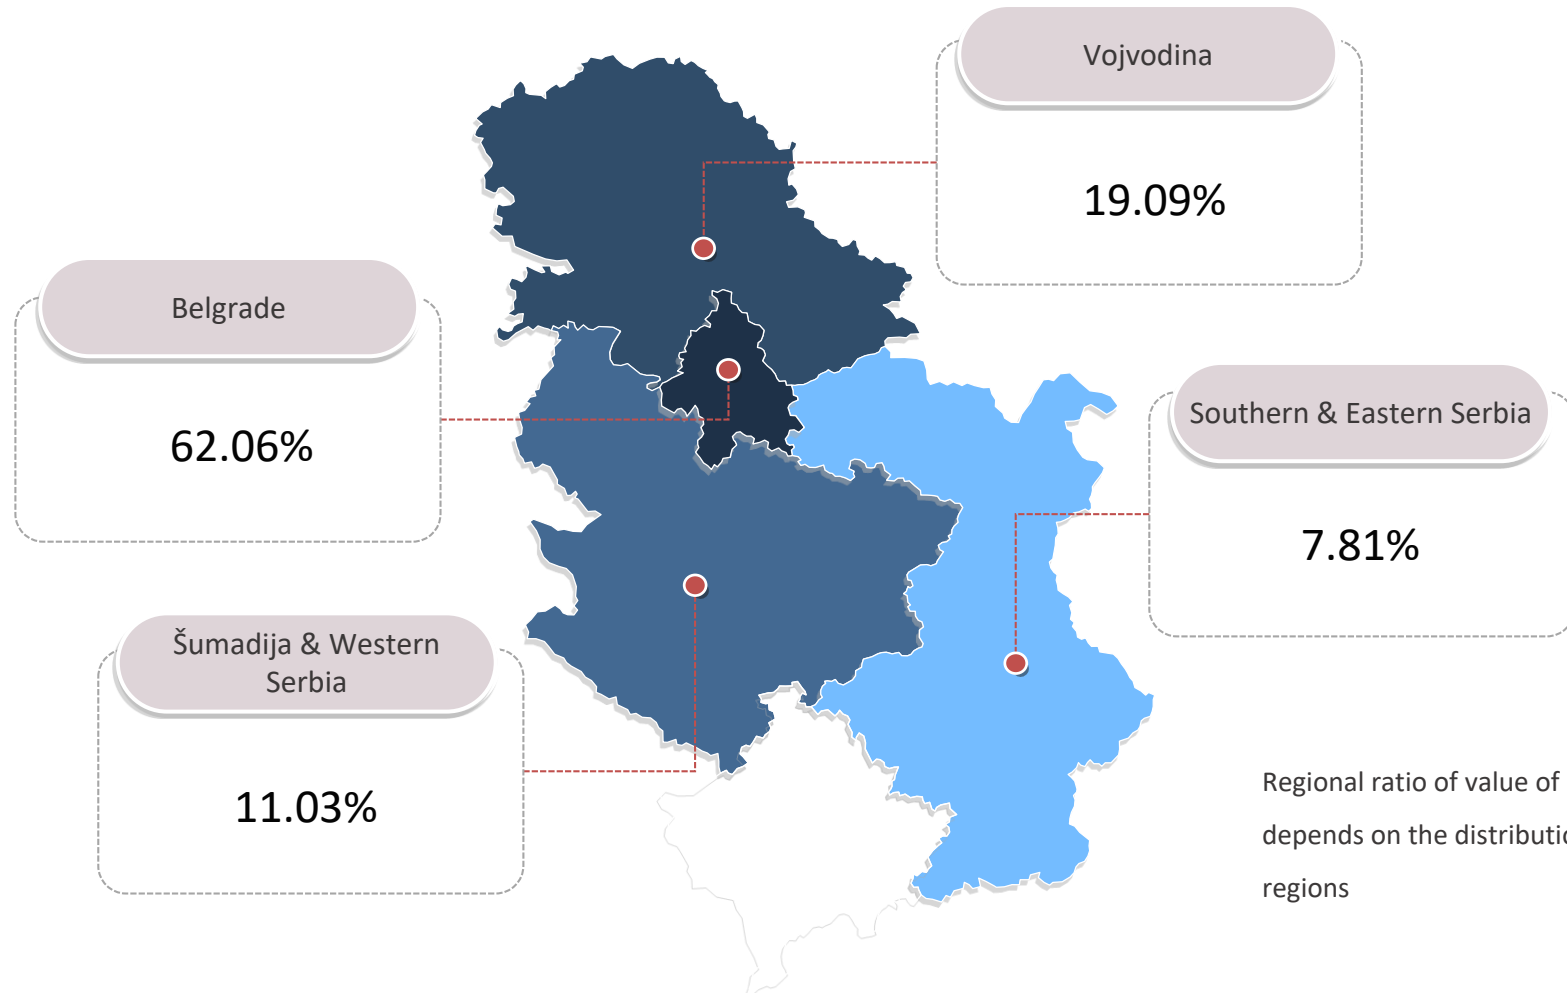 Vojvodina
19.09%
Belgrade
62.06%
Southern & Eastern Serbia
7.81%
Šumadija & Western
Serbia
11.03%
Regional ratio of value of
depends on the
regions